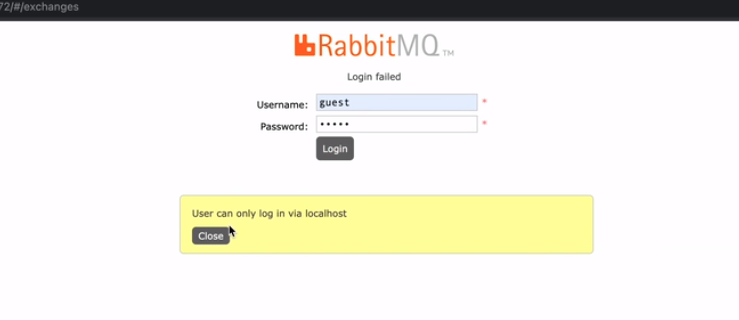 72/#/exchanges
RabbitMQ TM
Login failed
Username: guest *
Password: ••••• *
Login
User can only log in via localhost
Close